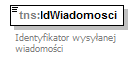 tns:IdWiadomosci
Identyfikator wysyłanej
wiadomości